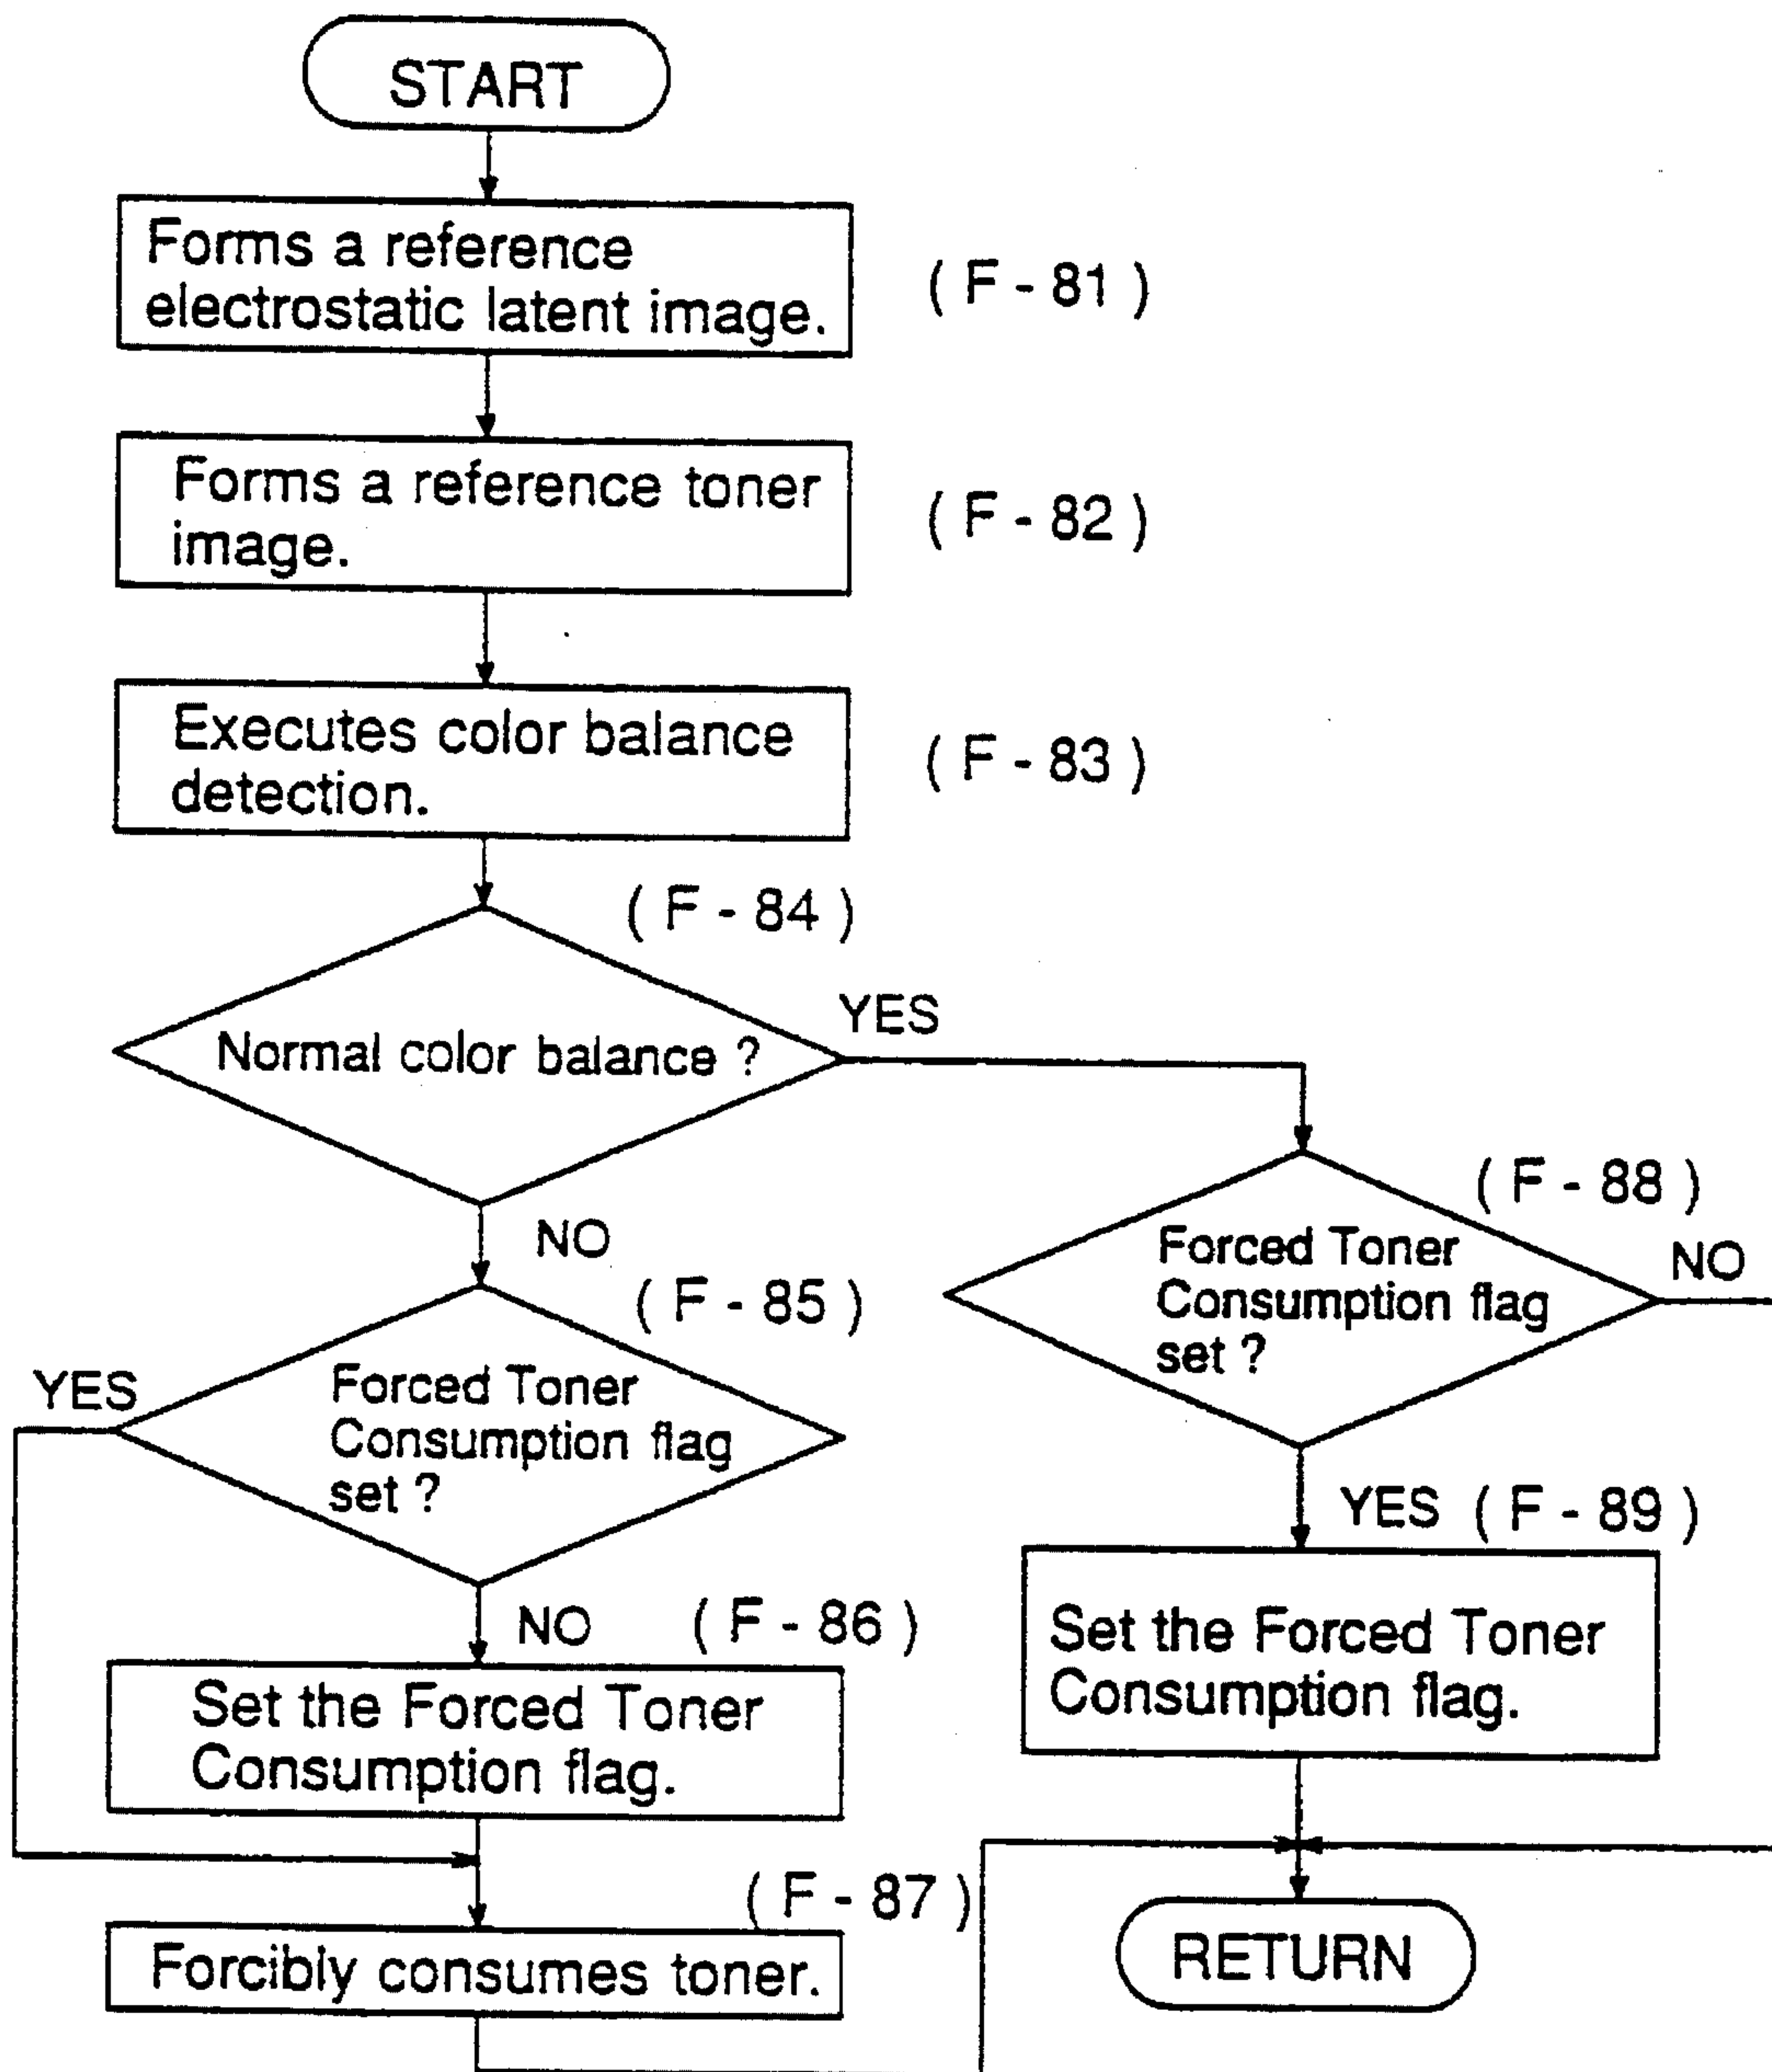 START
Forms a reference
electrostatic latent image.
( F - 81 )
Forms a reference toner
image.
( F - 82 )
Executes color balance
detection.
( F - 83 )
( F - 84 )
Normal color balance ?
YES
NO
( F - 85 )
YES
Forced Toner
Consumption flag
set ?
NO
( F - 86 )
Set the Forced Toner
Consumption flag.
( F - 87 )
Forcibly consumes toner.
( F - 88 )
Forced Toner
Consumption flag
set ?
NO
YES
( F - 89 )
Set the Forced Toner
Consumption flag.
RETURN